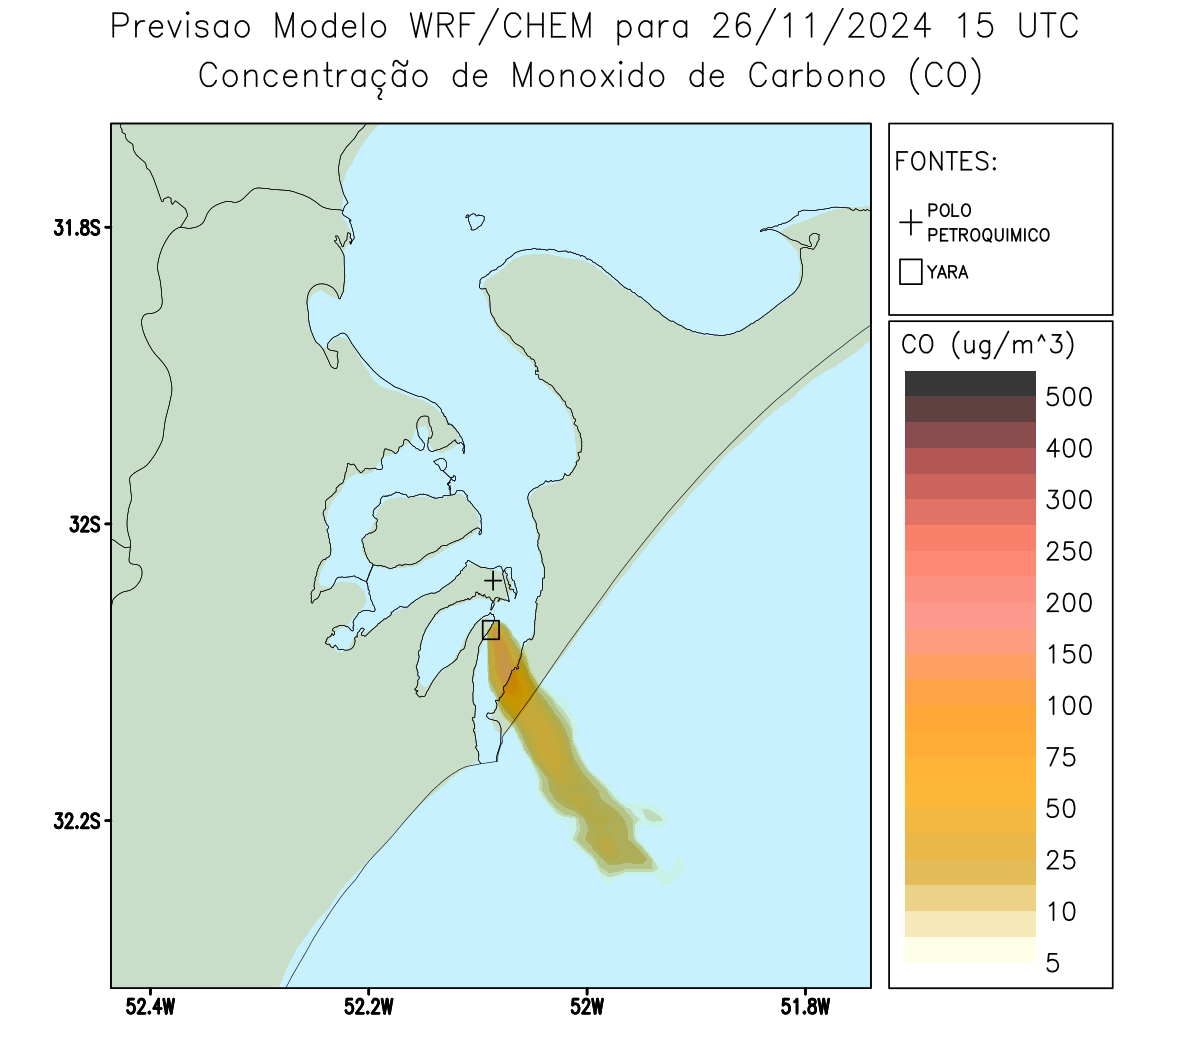 Previsao Modelo WRF/CHEM para 26/11/2024 15 UTC
Concentração de Monoxido de Carbono (CO)
FONTES:
POLO
PETROQUIMICO
YARA
CO (ug/m^3)
500
400
300
250
200
150
100
75
50
25
10
5
31.8S
32S
32.2S
52.4W
52.2W
52W
51.8W